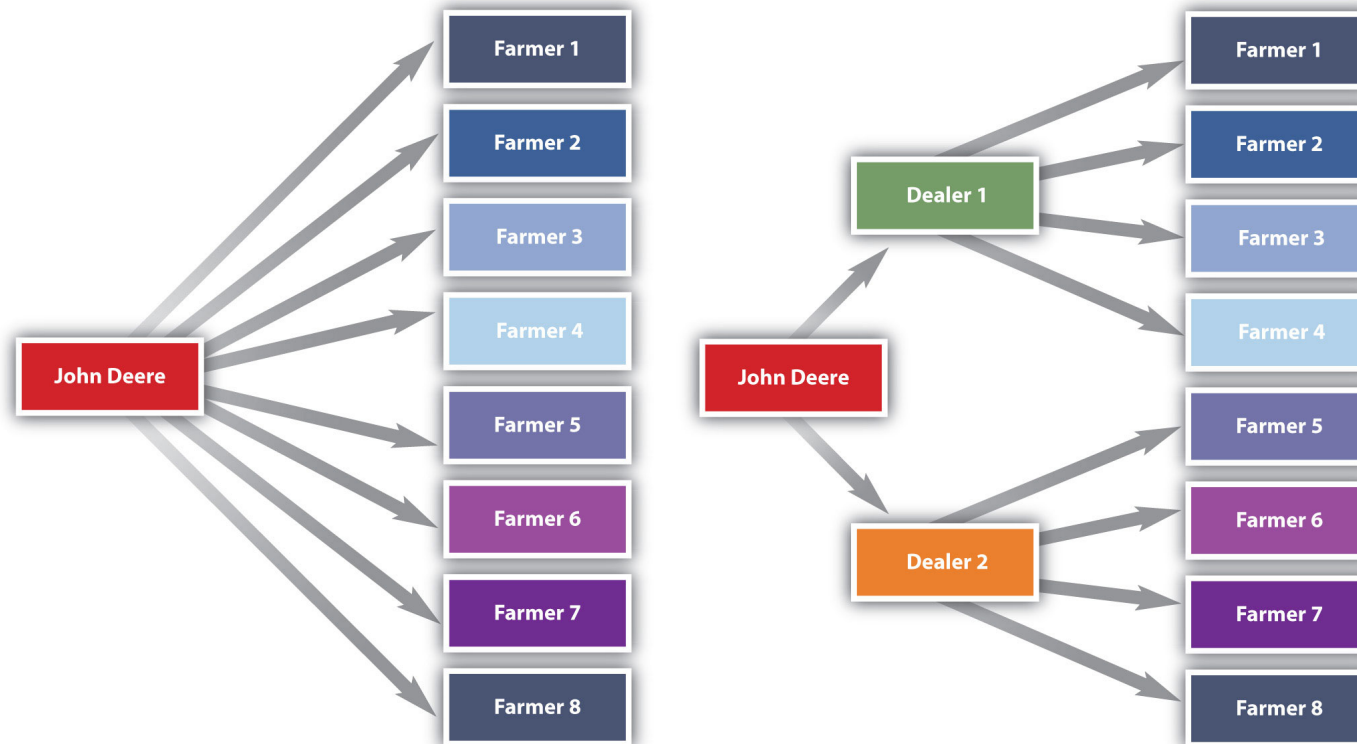 John Deere
Farmer 1
Farmer 2
Farmer 3
Farmer 4
Farmer 5
Farmer 6
Farmer 7
Farmer 8
John Deere
Dealer 1
Dealer 2
Farmer 1
Farmer 2
Farmer 3
Farmer 4
Farmer 5
Farmer 6
Farmer 7
Farmer 8